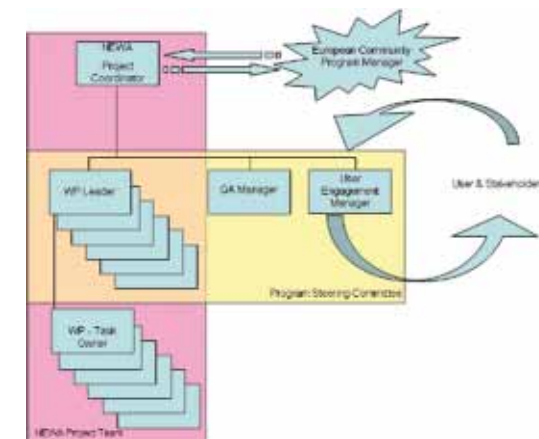 NEWA
Project
Coordinator
European Community
Program Manager
WP Leader
QA Manager
User
Engagement
Manager
User & Stakeholder
Program Steering Committee
WP - Task
Owner
NEWA Project Team